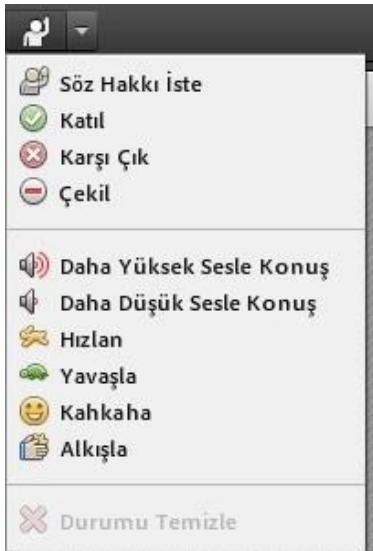 Söz Hakkı İste
Katıl
Karşı Çık
Çekil
Daha Yüksek Sesle Konuş
Daha Düşük Sesle Konuş
Hızlan
Yavaşla
Kahkaha
Alkışla
Durumu Temizle